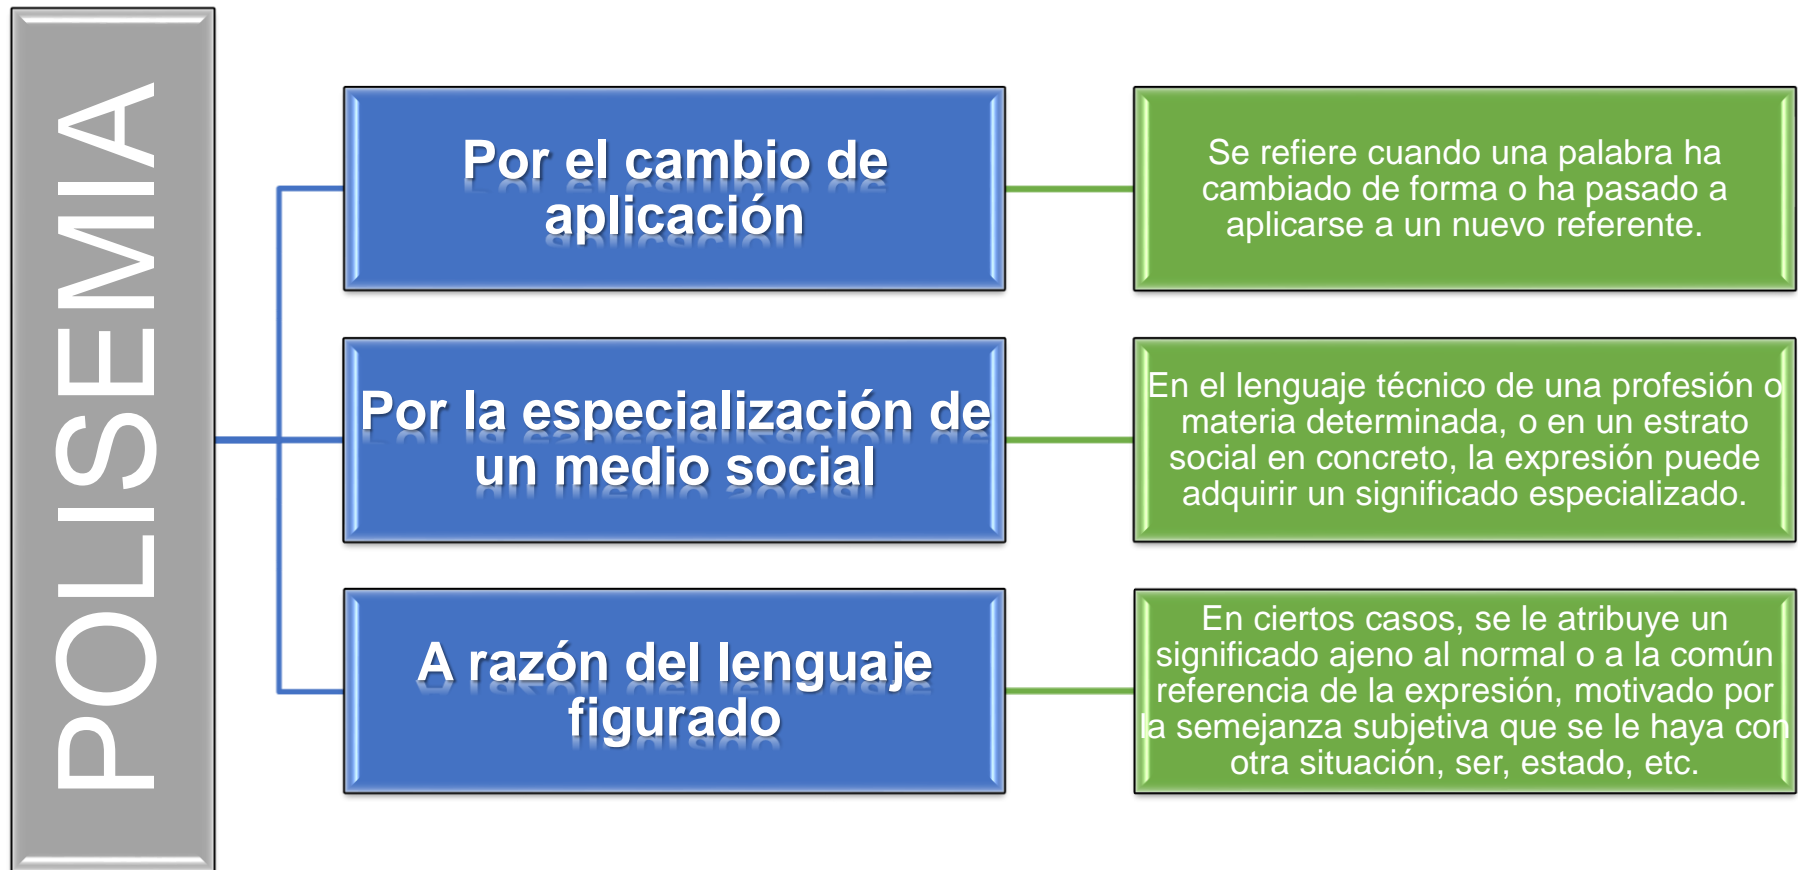 POLISEMIA
Por el cambio de
aplicación
Se refiere cuando una palabra ha
cambiado de forma o ha pasado a
aplicarse a un nuevo referente.
Por la especialización de
un medio social
En el lenguaje técnico de una profesión o
materia determinada, o en un estrato
social en concreto, la expresión puede
adquirir un significado especializado.
A razón del lenguaje
figurado
En ciertos casos, se le atribuye un
significado ajeno al normal o a la común
referencia de la expresión, motivado por
la semejanza subjetiva que se le haya con
otra situación, ser, estado, etc.